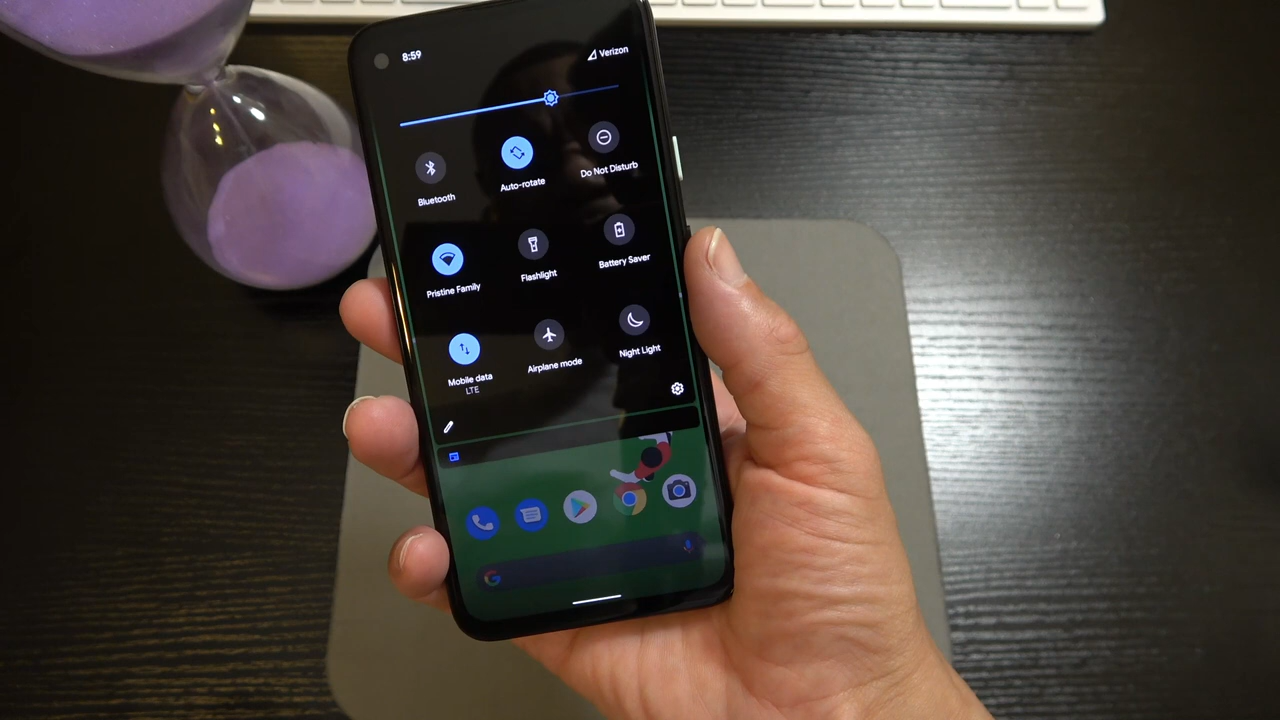 8:59
Verizon
Bluetooth
Auto-rotate
Do Not Disturb
Pristine Family
Flashlight
Battery Saver
Mobile data
LTE
Airplane mode
Night Light